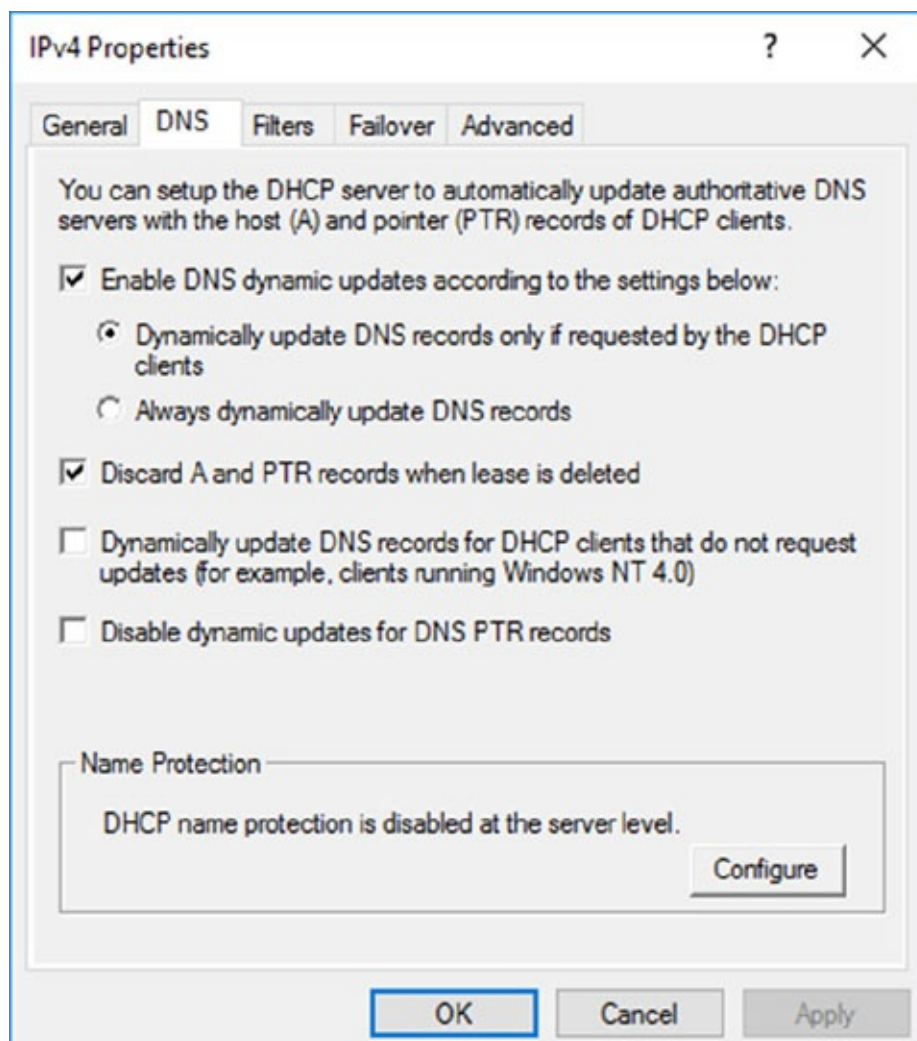 IPv4 Properties
?
General DNS Filters Failover Advanced
You can setup the DHCP server to automatically update authoritative DNS
servers with the host (A) and pointer (PTR) records of DHCP clients.
Enable DNS dynamic updates according to the settings below:
Dynamically update DNS records only if requested by the DHCP
clients
Always dynamically update DNS records
Discard A and PTR records when lease is deleted
Dynamically update DNS records for DHCP clients that do not request
updates (for example, clients running Windows NT 4.0)
Disable dynamic updates for DNS PTR records
Name Protection
DHCP name protection is disabled at the server level.
Configure
OK Cancel Apply